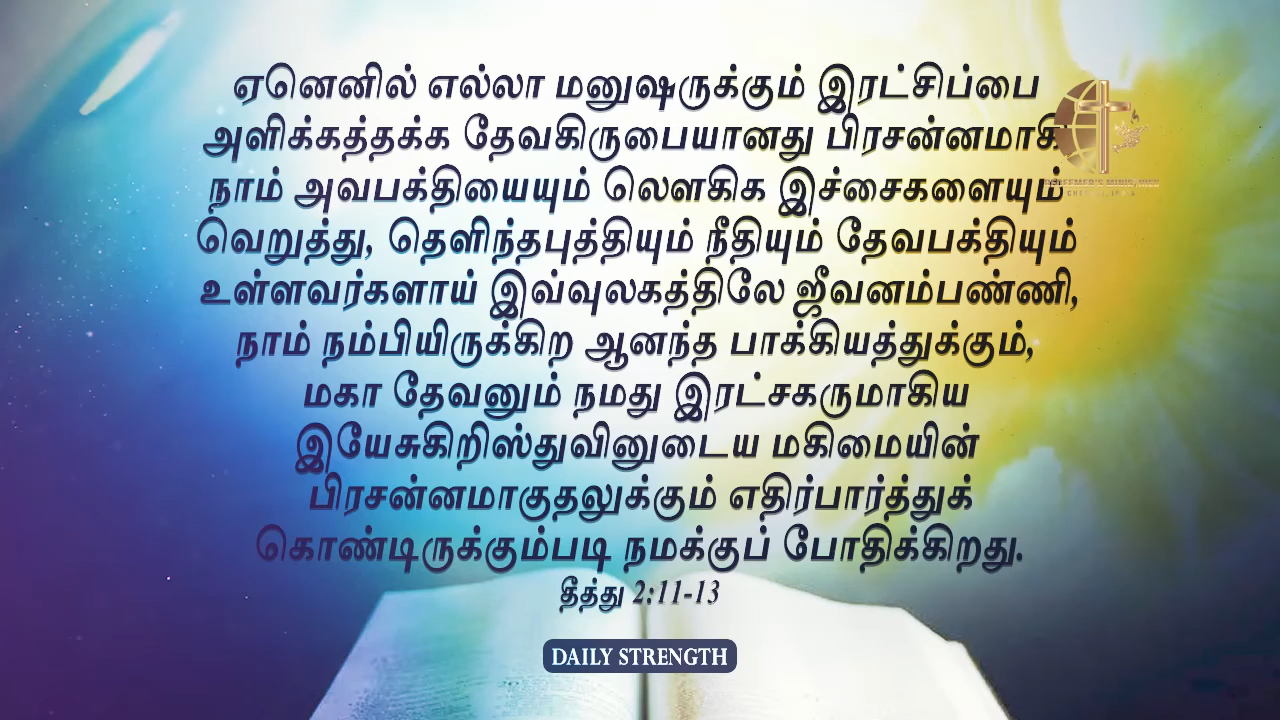 ஏனெனில் எல்லா மனுஷருக்கும் இரட்சிப்பை
அளிக்கத்தக்க தேவகிருபையானது பிரசன்னமாகி
நாம் அவபக்தியையும் லௌகிக இச்சைகளையும்
வெறுத்து, தெளிந்தபுத்தியும் நீதியும் தேவபக்தியும்
உள்ளவர்களாய் இவ்வுலகத்திலே ஜீவனம்பண்ணி,
நாம் நம்பியிருக்கிற ஆனந்த பாக்கியத்துக்கும்,
மகா தேவனும் நமது இரட்சகருமாகிய
இயேசுகிறிஸ்துவினுடைய மகிமையின்
பிரசன்னமாகுதலுக்கும் எதிர்பார்த்துக்
கொண்டிருக்கும்படி நமக்குப் போதிக்கிறது.
தீத்து 2:11-13
DAILY STRENGTH